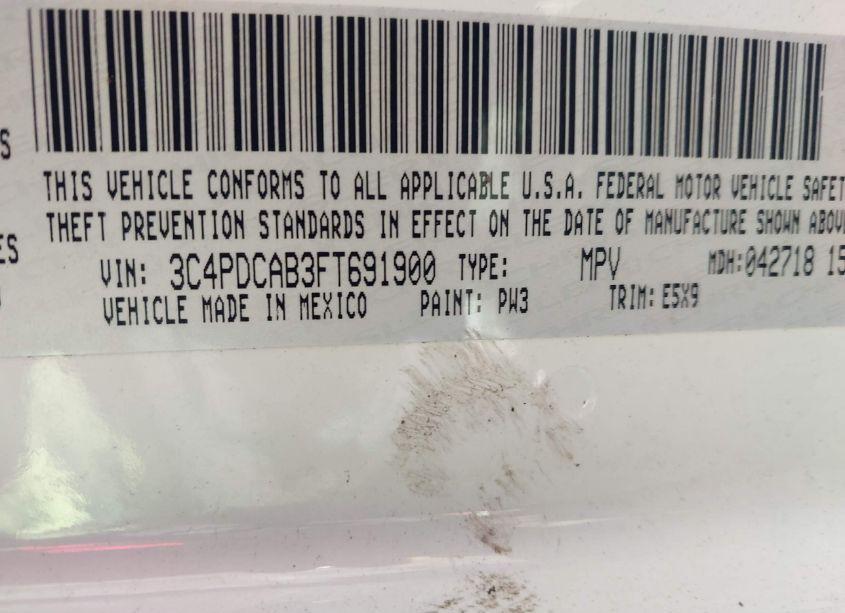 S
THIS VEHICLE CONFORMS TO ALL APPLICABLE U.S.A. FEDERAL MOTOR VEHICLE SAFET
THEFT PREVENTION STANDARDS IN EFFECT ON THE DATE OF MANUFACTURE SHOWN ABOV
ES
VIN: 3C4PDCAB3FT691900 TYPE: MPV MDH:042718 15
VEHICLE MADE IN MEXICO PAINT: PW3 TRIM: E5X9